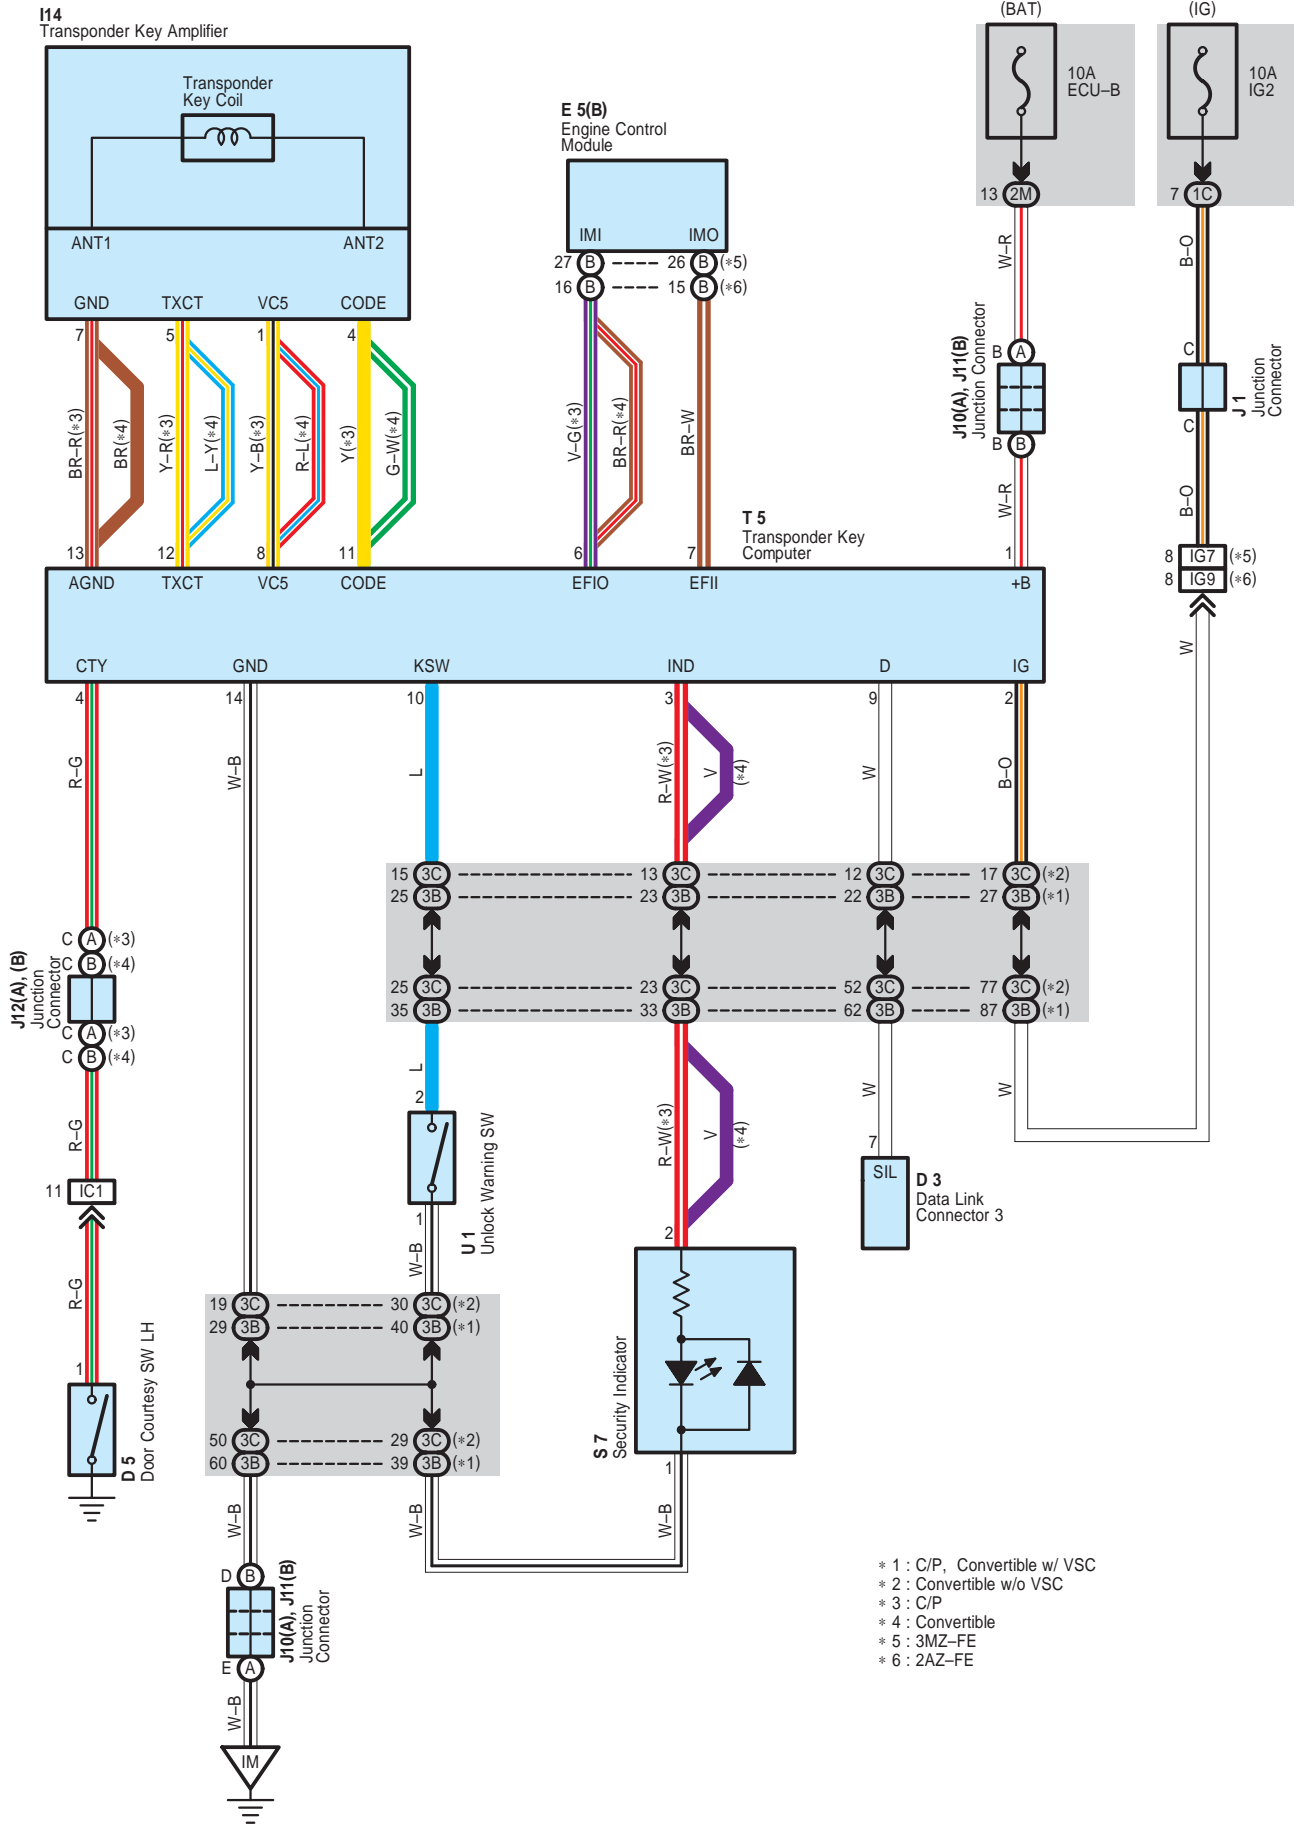 I14
Transponder Key Amplifier
Transponder
Key Coil
ANT1
ANT2
GND
TXCT
VC5
CODE
7
5
1
4
BR–R(∗3)
BR(∗4)
Y–R(∗3)
L–Y(∗4)
Y–B(∗3)
R–L(∗4)
Y(∗3)
G–W(∗4)
13
12
8
11
E 5(B)
Engine Control
Module
IMI
IMO
27 B
26 B (∗5)
16 B
15 B (∗6)
V–G(∗3)
BR–R(∗4)
BR–W
6
7
(BAT)
10A
ECU–B
13 2M
W–R
B A
J10(A), J11(B)
Junction Connector
B B
W–R
1
(IG)
10A
IG2
7 1C
B–O
C
J 1
Junction
Connector
C
B–O
8 IG7 (∗5)
8 IG9 (∗6)
W
T 5
Transponder Key
Computer
AGND
TXCT
VC5
CODE
EFIO
EFII
+B
CTY
GND
KSW
IND
D
IG
4
14
10
3
9
2
R–G
W–B
L
R–W(∗3)
V
(∗4)
W
B–O
15 3C
13 3C
12 3C
17 3C (∗2)
25 3B
23 3B
22 3B
27 3B (∗1)
25 3C
23 3C
52 3C
77 3C (∗2)
35 3B
33 3B
62 3B
87 3B (∗1)
C A (∗3)
C B (∗4)
J12(A), (B)
Junction
Connector
C A (∗3)
C B (∗4)
R–G
11 IC1
R–G
1
D 5
Door Courtesy SW LH
L
2
U 1
Unlock Warning SW
1
W–B
R–W(∗3)
V
(∗4)
2
S 7
Security Indicator
1
W
7
SIL
D 3
Data Link
Connector 3
W
19 3C
30 3C (∗2)
29 3B
40 3B (∗1)
50 3C
29 3C (∗2)
60 3B
39 3B (∗1)
W–B
W–B
W–B
D B
J10(A), J11(B)
Junction
Connector
E A
W–B
IM
∗ 1 : C/P, Convertible w/ VSC
∗ 2 : Convertible w/o VSC
∗ 3 : C/P
∗ 4 : Convertible
∗ 5 : 3MZ–FE
∗ 6 : 2AZ–FE